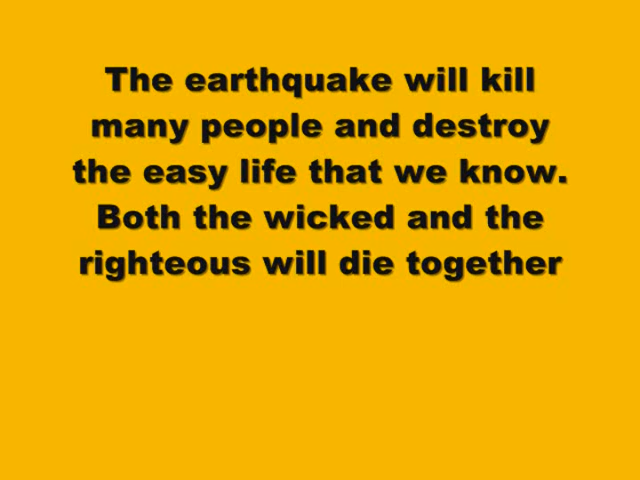 The earthquake will kill
many people and destroy
the easy life that we know.
Both the wicked and the
righteous will die together